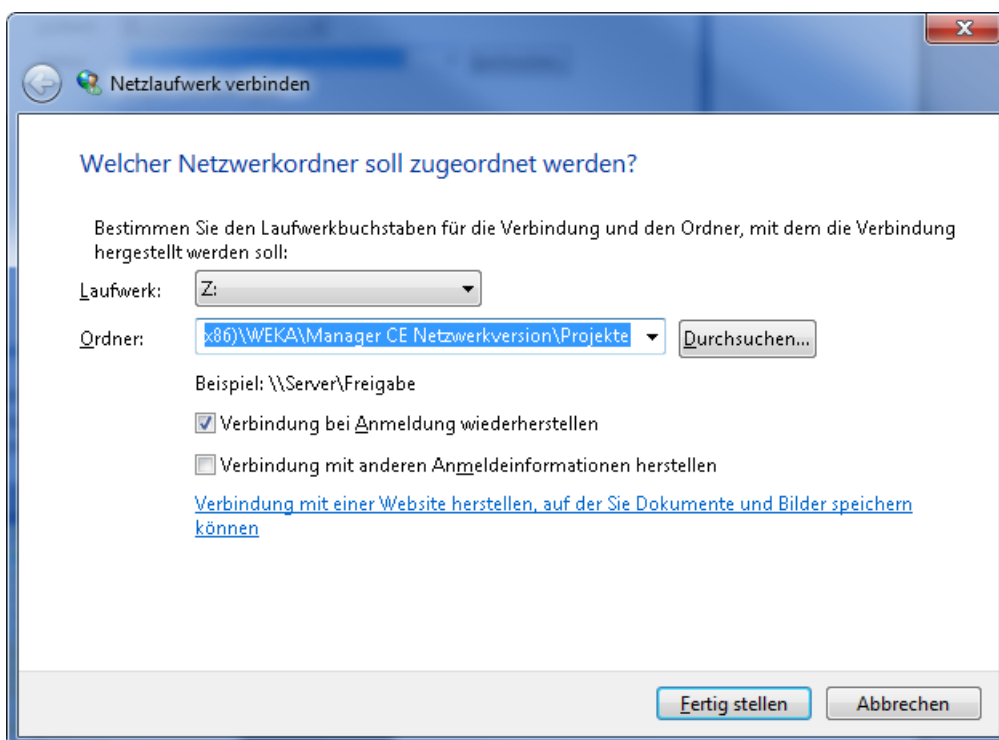 Netzlaufwerk verbinden
Welcher Netzwerkordner soll zugeordnet werden?
Bestimmen Sie den Laufwerkbuchstaben für die Verbindung und den Ordner, mit dem die Verbindung
hergestellt werden soll:
Laufwerk: Z:
Ordner: x86)\WEKA\Manager CE Netzwerkversion\Projekte Durchsuchen...
Beispiel: \\Server\Freigabe
Verbindung bei Anmeldung wiederherstellen
Verbindung mit anderen Anmeldeinformationen herstellen
Verbindung mit einer Website herstellen, auf der Sie Dokumente und Bilder speichern
können
Fertig stellen Abbrechen